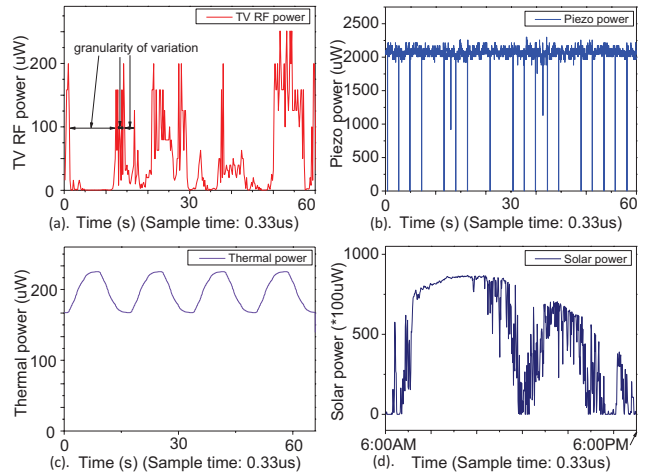 TV RF power
granularity of variation
TV RF power (uW)
200
100
0
0
30
60
(a). Time (s) (Sample time: 0.33us)
Piezo power
Piezo power (uW)
2500
2000
1500
1000
500
0
0
30
60
(b). Time (s) (Sample time: 0.33us)
Thermal power
Thermal power (uW)
200
100
0
0
30
60
(c). Time (s) (Sample time: 0.33us)
Solar power
Solar power (*100uW)
1000
500
0
6:00AM
6:00PM
(d). Time (s) (Sample time: 0.33us)